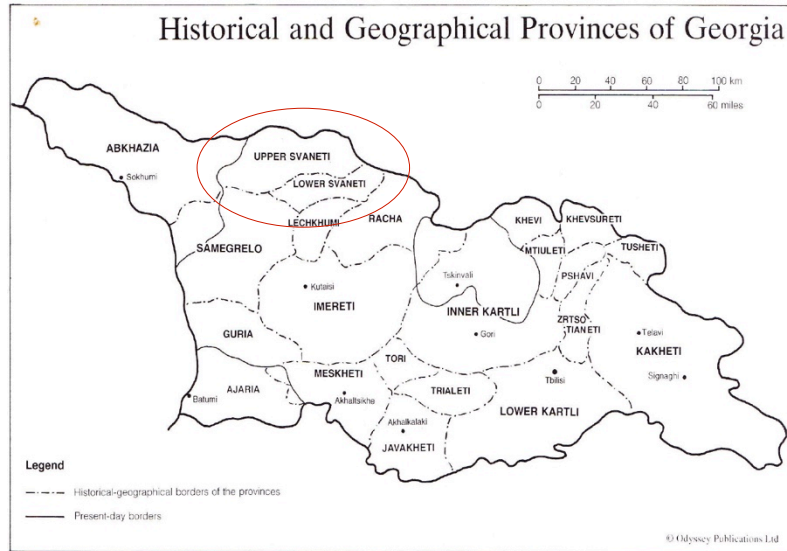 Historical and Geographical Provinces of Georgia
0 20 40 60 80 100 km
0 20 40 60 miles
ABKHAZIA
Sokhumi
UPPER SVANETI
LOWER SVANETI
LECHKHUMI
RACHA
KHEVI
KHEVSURETI
MTIULETI
TUSHETI
SAMEGRELO
PSHAVI
Tskinvali
Kutaisi
IMERETI
INNER KARTLI
ZRTSO
TIANETI
GURIA
Gori
Telavi
KAKHETI
TORI
MESKHETI
AJARIA
TRIALETI
Tbilisi
Signaghi
Batumi
Akhaltsikhe
LOWER KARTLI
Akhalkalaki
JAVAKHETI
Legend
Historical-geographical borders of the provinces
Present-day borders
© Odyssey Publications Ltd